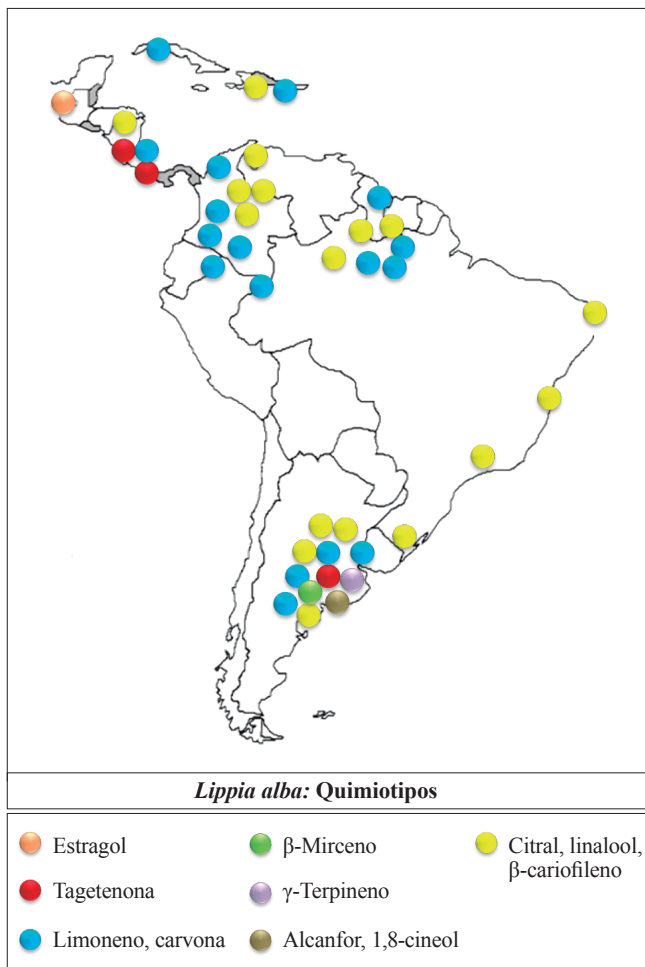 Lippia alba: Quimiotipos
Estragol
Tagetenona
Limoneno, carvona
β-Mirceno
γ-Terpineno
Alcanfor, 1,8-cineol
Citral, linalool,
β-cariofileno